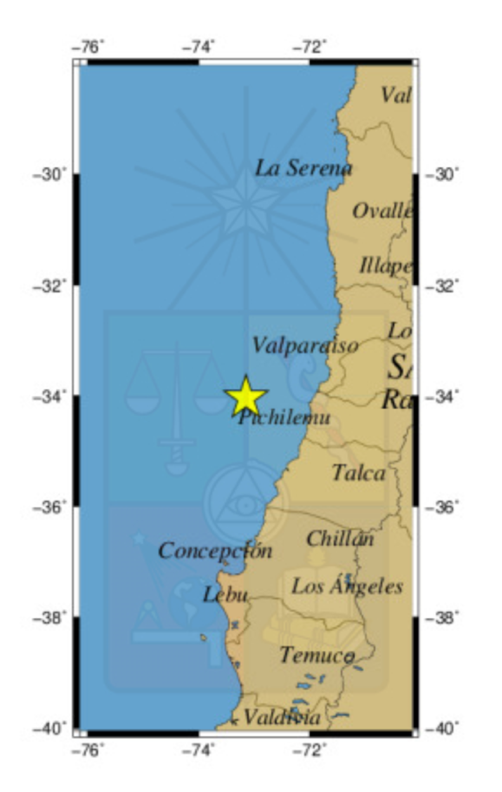 -76° -74° -72°
Val
-30° La Serena -30°
Ovalle
Illape
-32° -32°
Lo
Valparaíso
SA
-34° Ra -34°
Pichilemu
Talca
-36° -36°
Chillán
Concepción
Los Ángeles
Lebu
-38° -38°
Temuco
Valdivia
-40° -40°
-76° -74° -72°